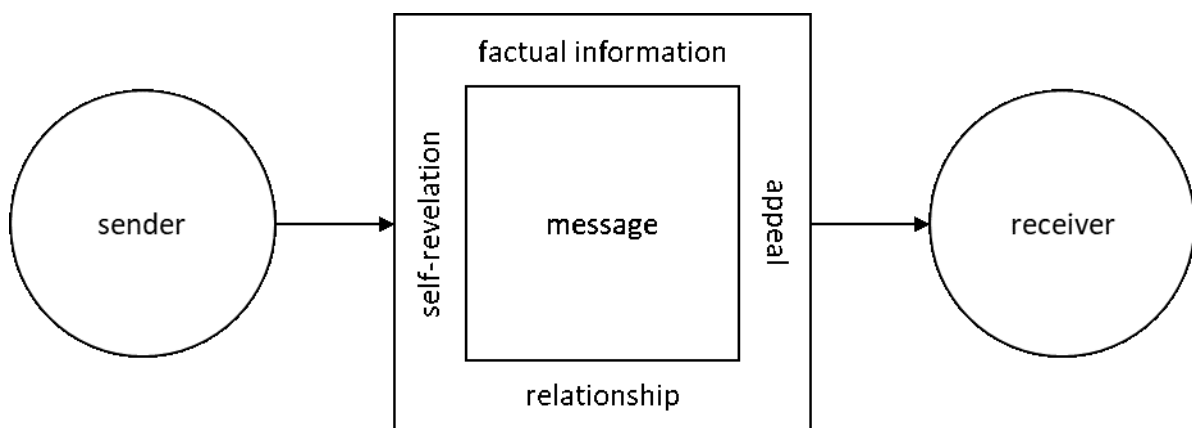 factual information
sender
self-revelation
message
appeal
receiver
relationship